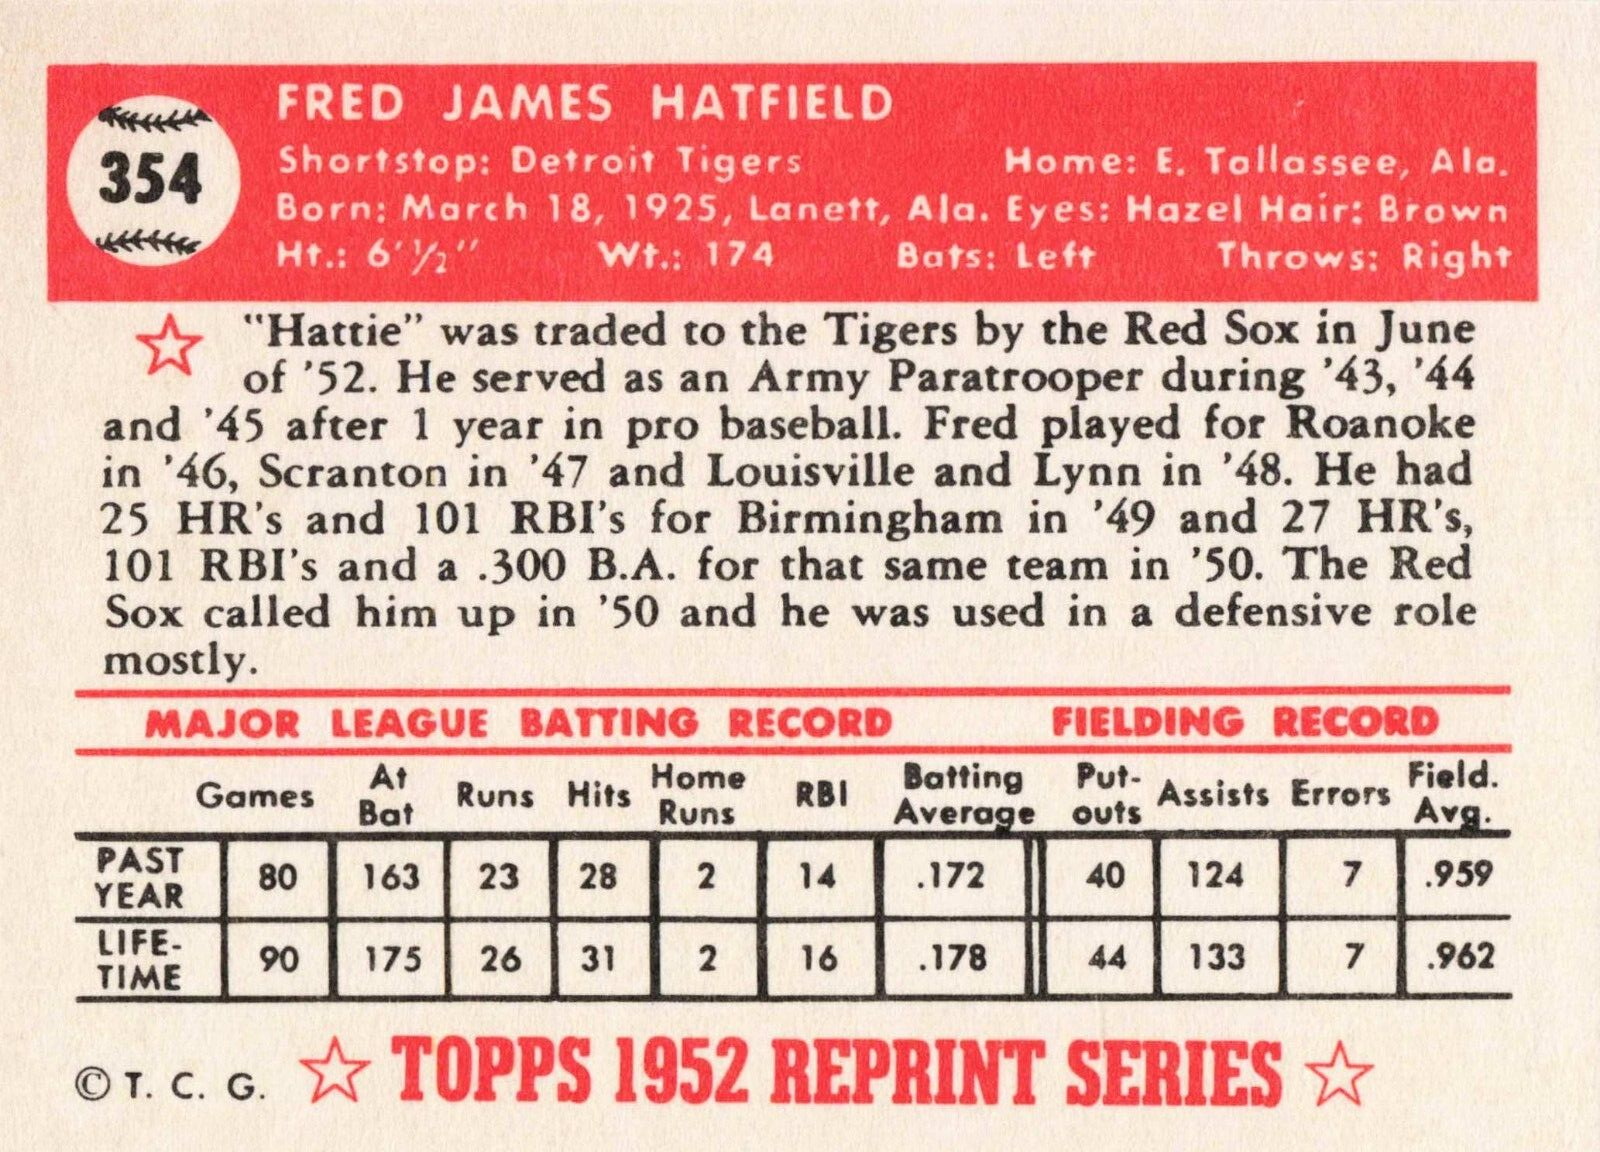 354
FRED JAMES HATFIELD
Shortstop: Detroit Tigers Home: E. Tallassee, Ala.
Born: March 18, 1925, Lanett, Ala. Eyes: Hazel Hair: Brown
Ht.: 6' ½" Wt.: 174 Bats: Left Throws: Right
"Hattie" was traded to the Tigers by the Red Sox in June
of '52. He served as an Army Paratrooper during '43, '44
and '45 after 1 year in pro baseball. Fred played for Roanoke
in '46, Scranton in '47 and Louisville and Lynn in '48. He had
25 HR's and 101 RBI's for Birmingham in '49 and 27 HR's,
101 RBI's and a .300 B.A. for that same team in '50. The Red
Sox called him up in '50 and he was used in a defensive role
mostly.
MAJOR LEAGUE BATTING RECORD FIELDING RECORD
Games At Bat Runs Hits Home Runs RBI Batting Average Put-outs Assists Errors Field. Avg.
PAST YEAR 80 163 23 28 2 14 .172 40 124 7 .959
LIFE-TIME 90 175 26 31 2 16 .178 44 133 7 .962
© T. C. G. ☆ TOPPS 1952 REPRINT SERIES ☆